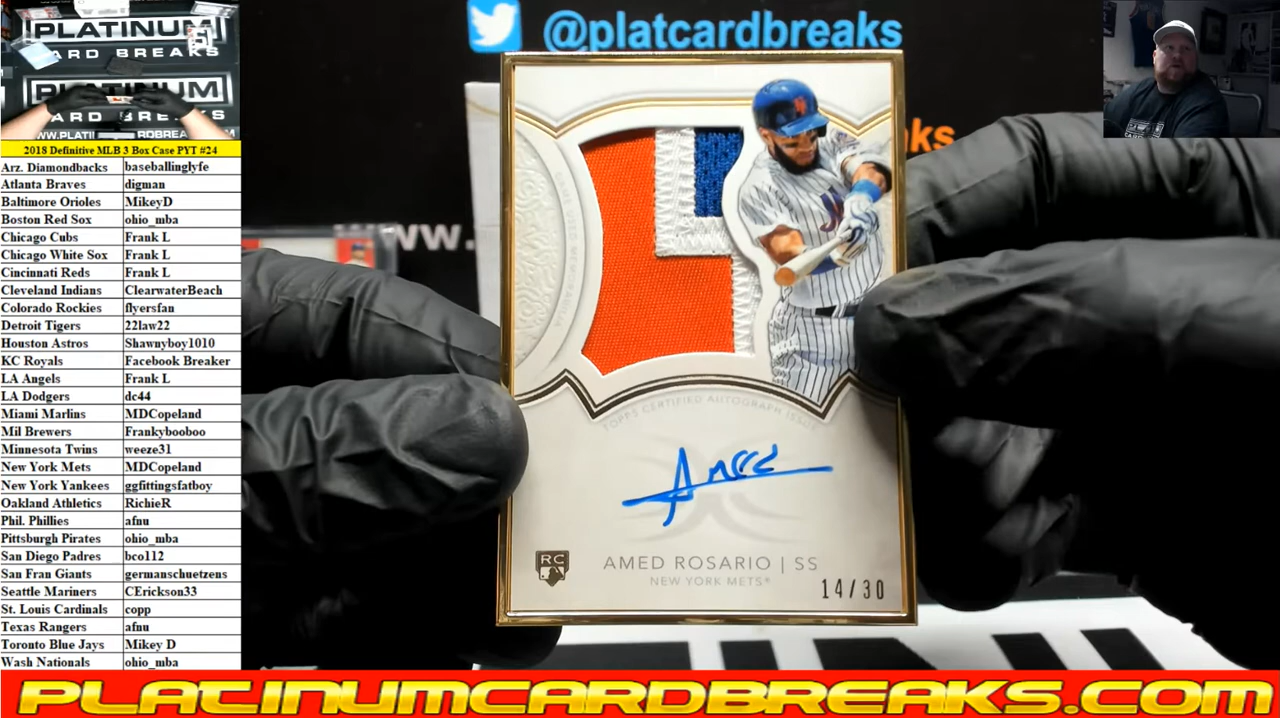 PLATINUM
CARD BREAKS
PLATINUM
CARD BREAKS
@platcardbreaks
2018 Definitive MLB 3 Box Case PYT #24
Arz. Diamondbacks baseballinglyfe
Atlanta Braves digman
Baltimore Orioles MikeyD
Boston Red Sox ohio_mba
Chicago Cubs Frank L
Chicago White Sox Frank L
Cincinnati Reds Frank L
Cleveland Indians ClearwaterBeach
Colorado Rockies flyersfan
Detroit Tigers 22law22
Houston Astros Shawnyboy1010
KC Royals Facebook Breaker
LA Angels Frank L
LA Dodgers dc44
Miami Marlins MDCopeland
Mil Brewers Frankybooboo
Minnesota Twins weeze31
New York Mets MDCopeland
New York Yankees ggfittingsfatboy
Oakland Athletics RichieR
Phil. Phillies afnu
Pittsburgh Pirates ohio_mba
San Diego Padres bco112
San Fran Giants germanschuetzens
Seattle Mariners CErickson33
St. Louis Cardinals copp
Texas Rangers afnu
Toronto Blue Jays Mikey D
Wash Nationals ohio_mba
www.
TOPPS CERTIFIED AUTOGRAPH ISSUE
Amed
RC
AMED ROSARIO | SS
NEW YORK METS®
14/30
PLATINUMCARDBREAKS.COM